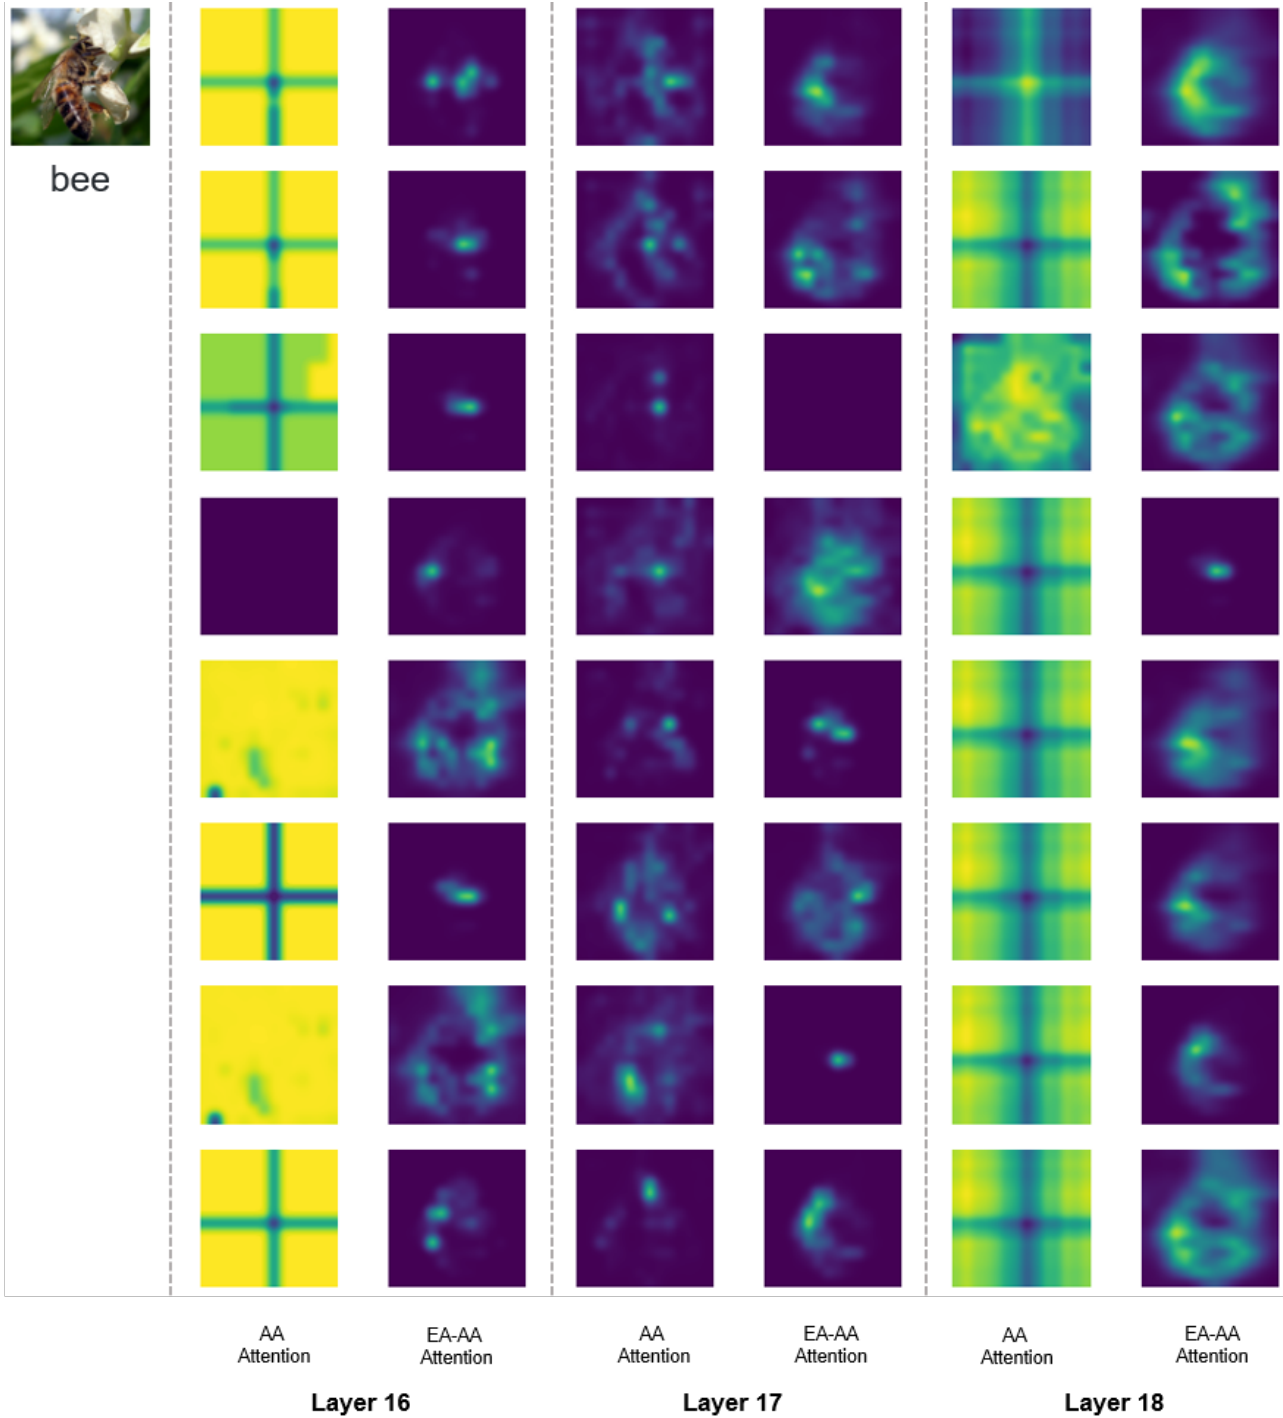 bee
AA
Attention
EA-AA
Attention
AA
Attention
EA-AA
Attention
AA
Attention
EA-AA
Attention
Layer 16
Layer 17
Layer 18